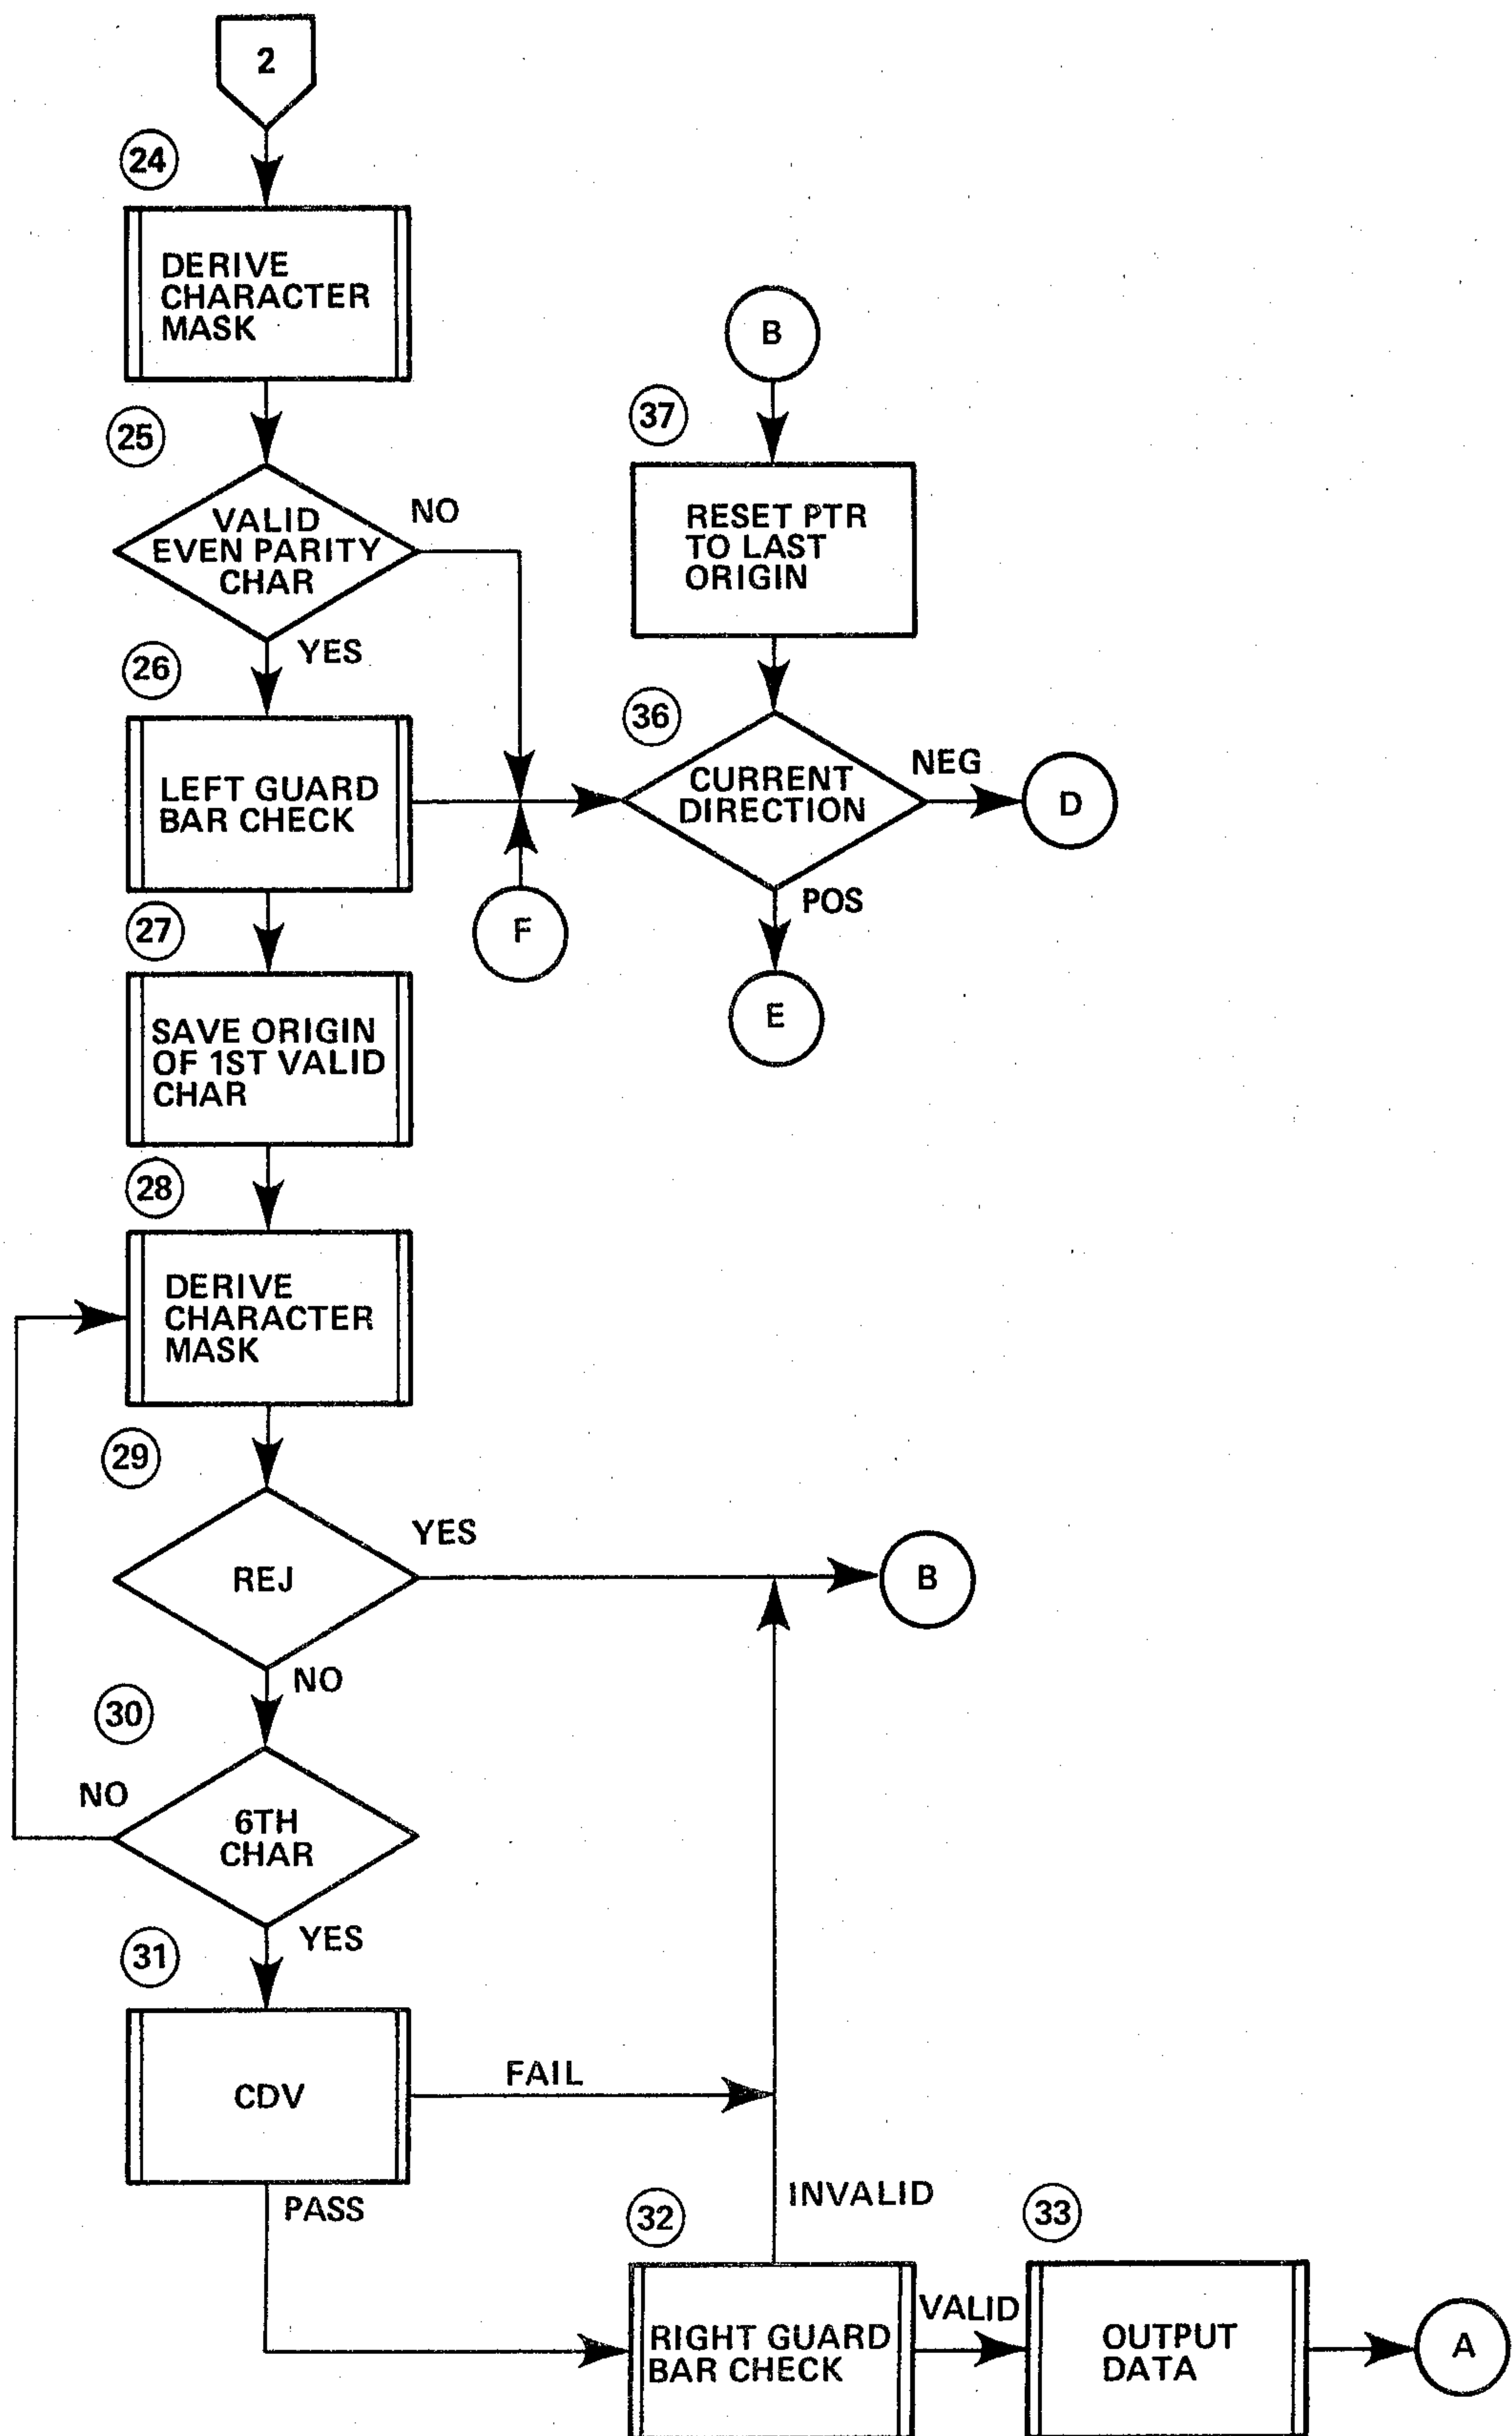 2
24
DERIVE
CHARACTER
MASK
25
VALID
EVEN PARITY
CHAR
NO
YES
26
LEFT GUARD
BAR CHECK
27
SAVE ORIGIN
OF 1ST VALID
CHAR
28
DERIVE
CHARACTER
MASK
29
REJ
YES
B
NO
30
6TH
CHAR
NO
YES
31
CDV
FAIL
PASS
32
INVALID
RIGHT GUARD
BAR CHECK
VALID
33
OUTPUT
DATA
A
B
37
RESET PTR
TO LAST
ORIGIN
36
CURRENT
DIRECTION
NEG
D
POS
E
F